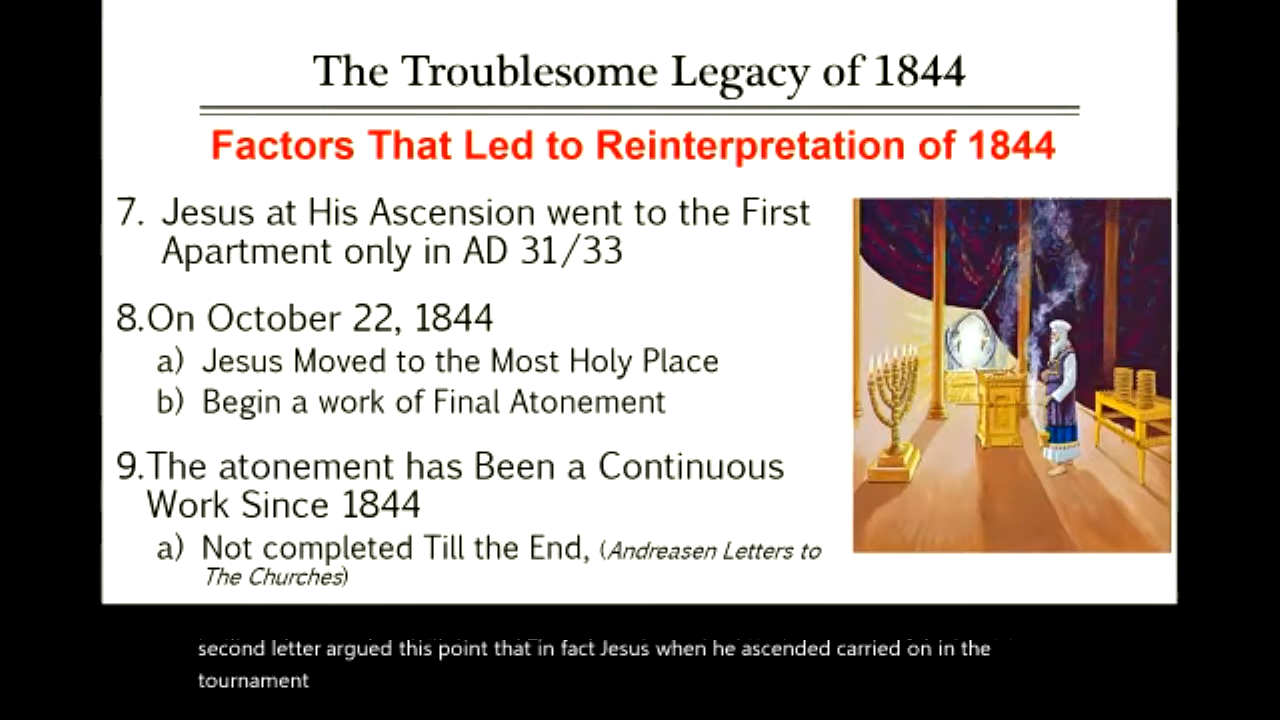 The Troublesome Legacy of 1844
Factors That Led to Reinterpretation of 1844
7. Jesus at His Ascension went to the First
Apartment only in AD 31/33
8.On October 22, 1844
a) Jesus Moved to the Most Holy Place
b) Begin a work of Final Atonement
9.The atonement has Been a Continuous
Work Since 1844
a) Not completed Till the End, (Andreasen Letters to
The Churches)
second letter argued this point that in fact Jesus when he ascended carried on in the
tournament